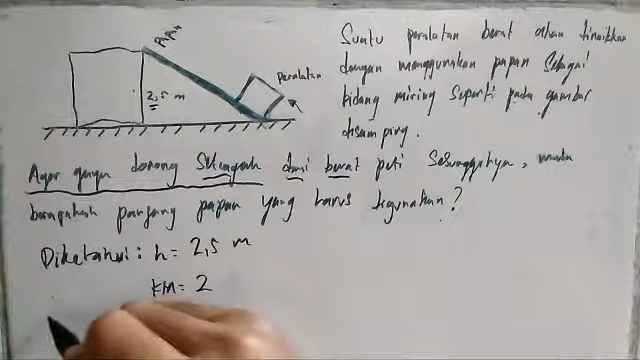 papan
2,5 m
peralatan
Suatu peralatan berat akan dinaikkan
dengan menggunakan papan sebagai
bidang miring seperti pada gambar
disamping.
Agar gaya dorong setengah dari berat peti sesungguhnya, maka
berapakah panjang papan yang harus digunakan?
Diketahui: h = 2,5 m
KM = 2